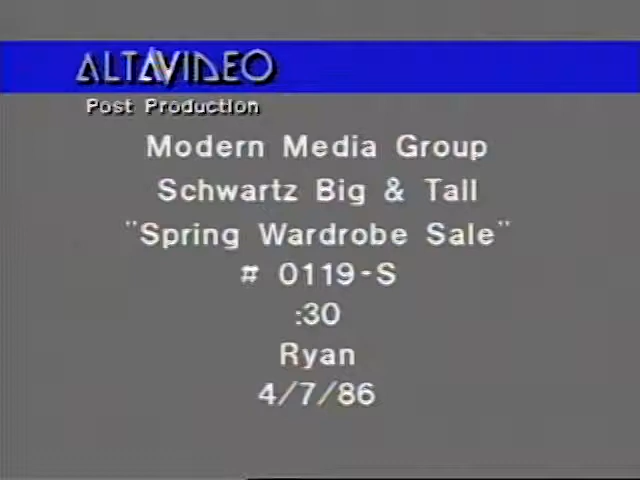 ALTAVIDEO
Post Production
Modern Media Group
Schwartz Big & Tall
"Spring Wardrobe Sale"
# 0119-S
:30
Ryan
4/7/86